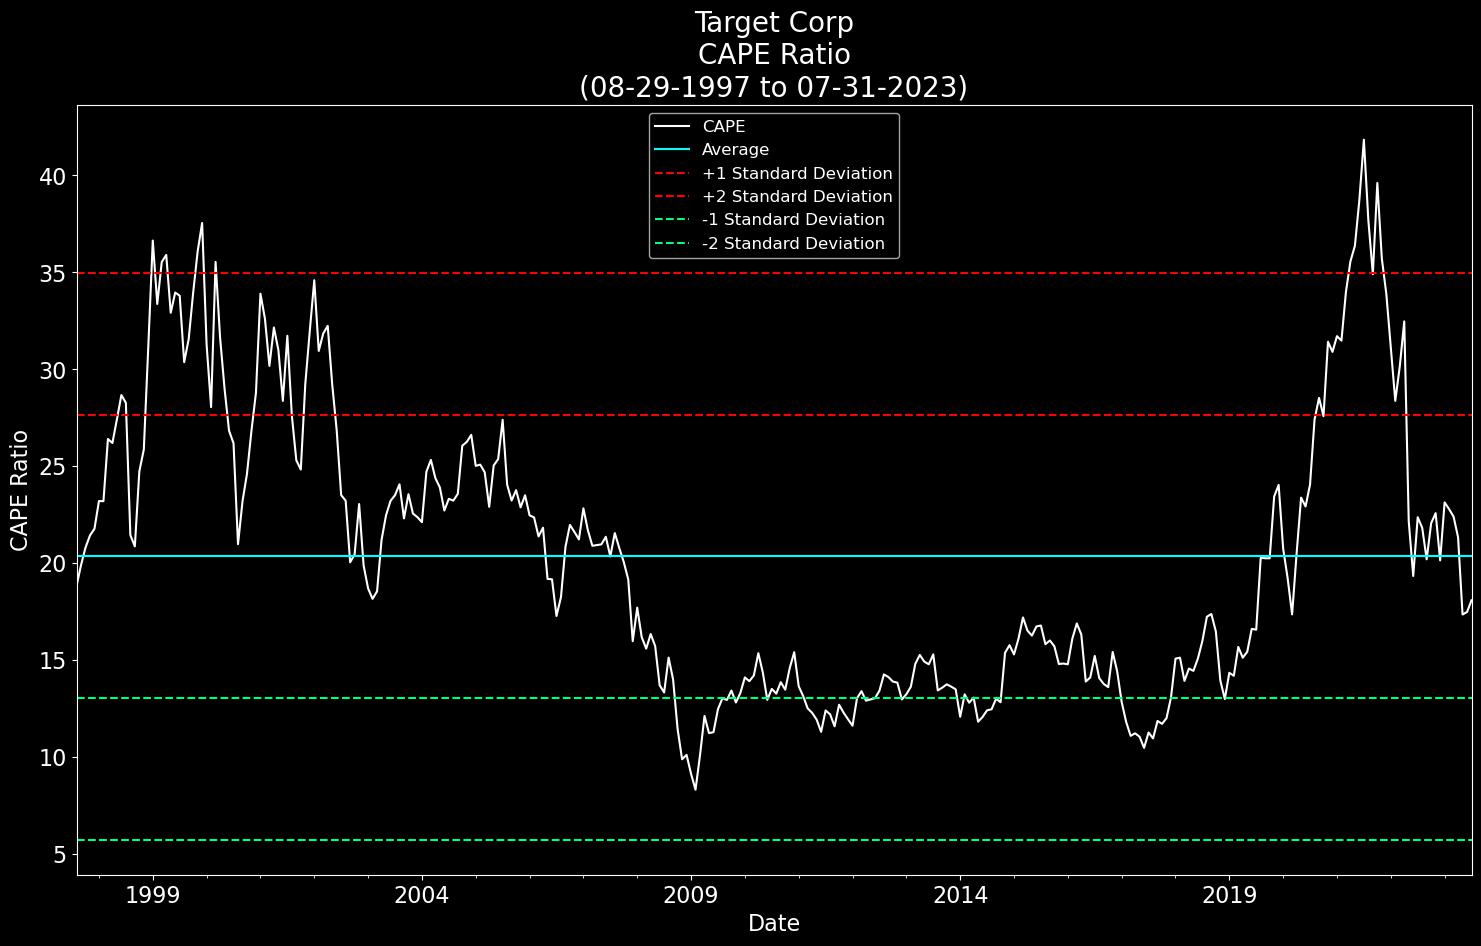 Target Corp
CAPE Ratio
(08-29-1997 to 07-31-2023)
CAPE
Average
+1 Standard Deviation
+2 Standard Deviation
-1 Standard Deviation
-2 Standard Deviation
CAPE Ratio
40
35
30
25
20
15
10
5
1999
2004
2009
2014
2019
Date